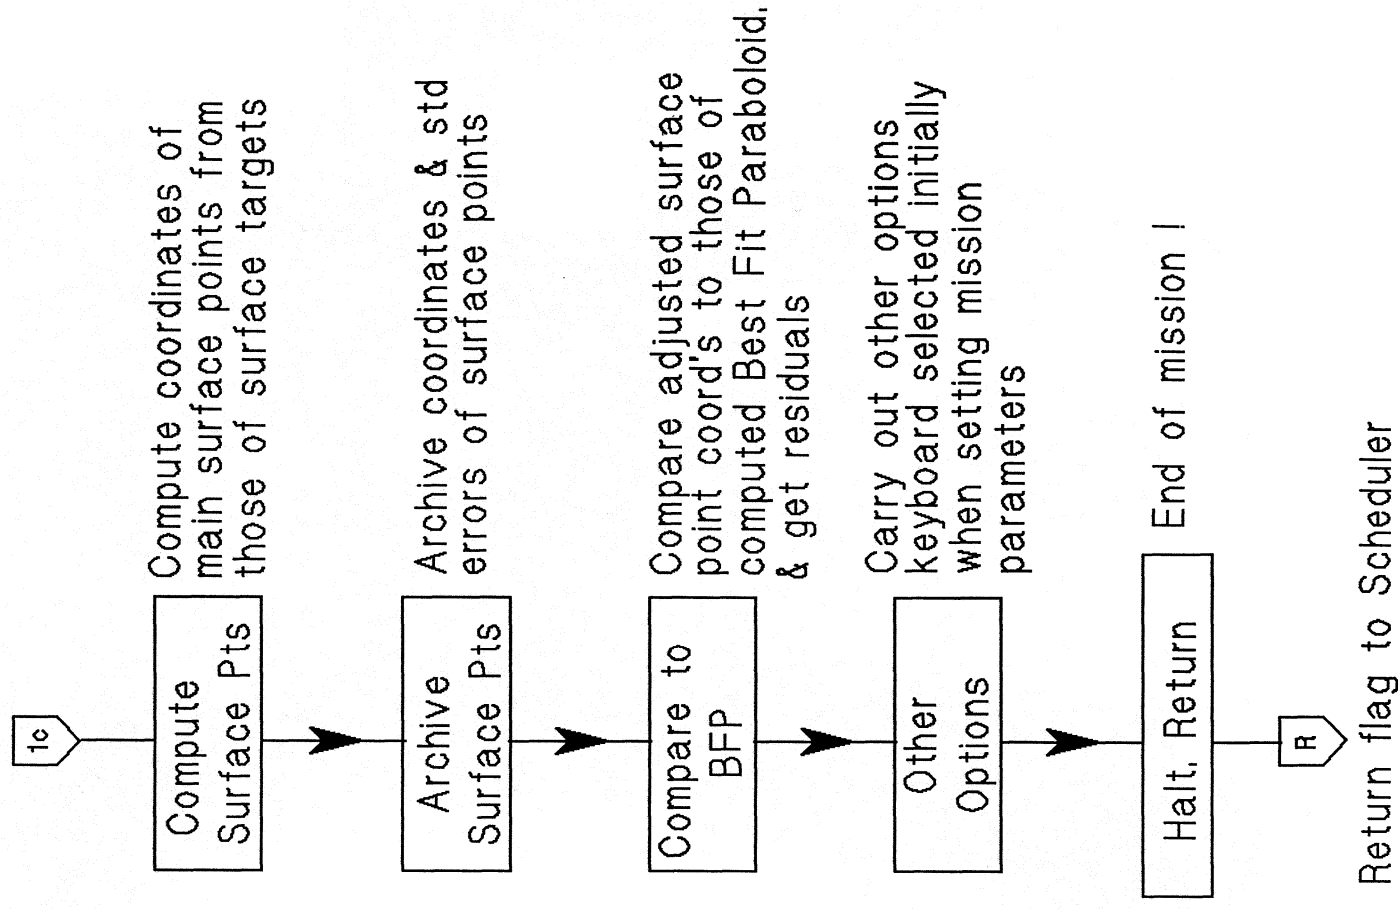 1c
Compute
Surface Pts
Compute coordinates of
main surface points from
those of surface targets
Archive
Surface Pts
Archive coordinates & std
errors of surface points
Compare to
BFP
Compare adjusted surface
point coord's to those of
computed Best Fit Paraboloid,
& get residuals
Other
Options
Carry out other options
keyboard selected initially
when setting mission
parameters
Halt. Return
End of mission !
R
Return flag to Scheduler